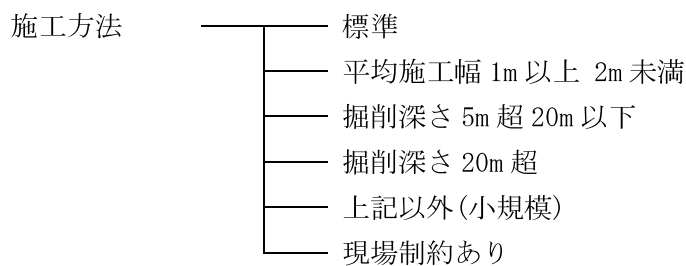 施工方法 標準
平均施工幅 1m 以上 2m 未満
掘削深さ 5m 超 20m 以下
掘削深さ 20m 超
上記以外(小規模)
現場制約あり